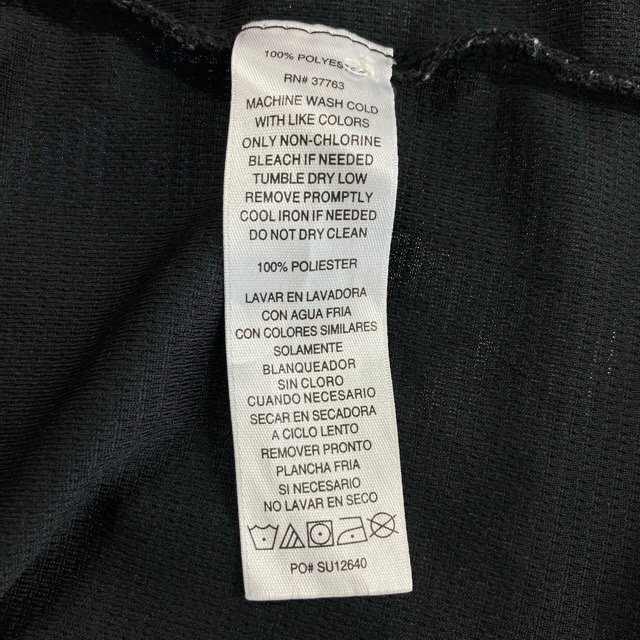 100% POLYESTER
RN# 37763
MACHINE WASH COLD
WITH LIKE COLORS
ONLY NON-CHLORINE
BLEACH IF NEEDED
TUMBLE DRY LOW
REMOVE PROMPTLY
COOL IRON IF NEEDED
DO NOT DRY CLEAN
100% POLIESTER
LAVAR EN LAVADORA
CON AGUA FRIA
CON COLORES SIMILARES
SOLAMENTE
BLANQUEADOR
SIN CLORO
CUANDO NECESARIO
SECAR EN SECADORA
A CICLO LENTO
REMOVER PRONTO
PLANCHA FRIA
SI NECESARIO
NO LAVAR EN SECO
PO# SU12640